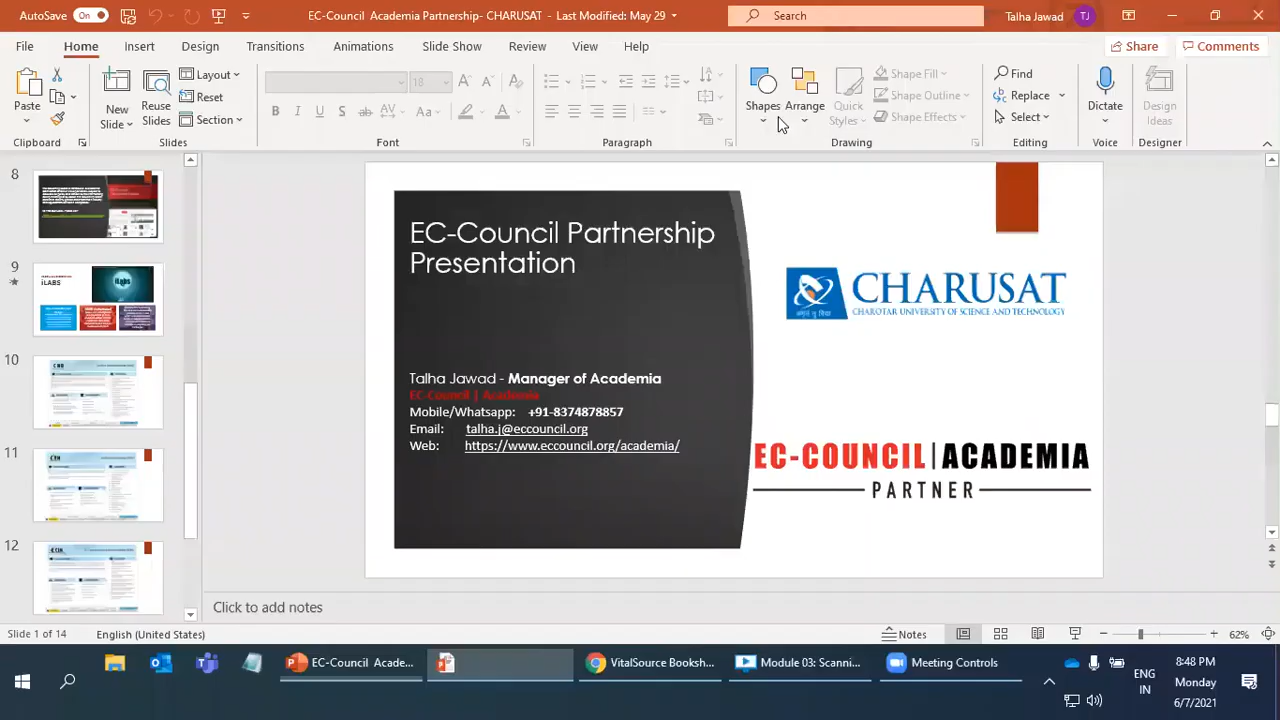 AutoSave On EC-Council Academia Partnership- CHARUSAT - Last Modified: May 29 Search Talha Jawad TJ
File Home Insert Design Transitions Animations Slide Show Review View Help Share Comments
Paste New Slide Reuse Slides Layout Reset Section 18 Shapes Arrange Quick Styles Shape Fill Shape Outline Shape Effects Find Replace Select Dictate Design Ideas
Clipboard Slides Font Paragraph Drawing Editing Voice Designer
8
9
iLABS
10
11
12
EC-Council Partnership
Presentation
Talha Jawad - Manager of Academia
EC-Council | Academia
Mobile/Whatsapp: +91-8374878857
Email: talha.j@eccouncil.org
Web: https://www.eccouncil.org/academia/
CHARUSAT
CHAROTAR UNIVERSITY OF SCIENCE AND TECHNOLOGY
EC-COUNCIL|ACADEMIA
PARTNER
Click to add notes
Slide 1 of 14 English (United States) Notes 62%
EC-Council Acade... VitalSource Booksh... Module 03: Scanni... Meeting Controls
ENG
IN
8:48 PM
Monday
6/7/2021